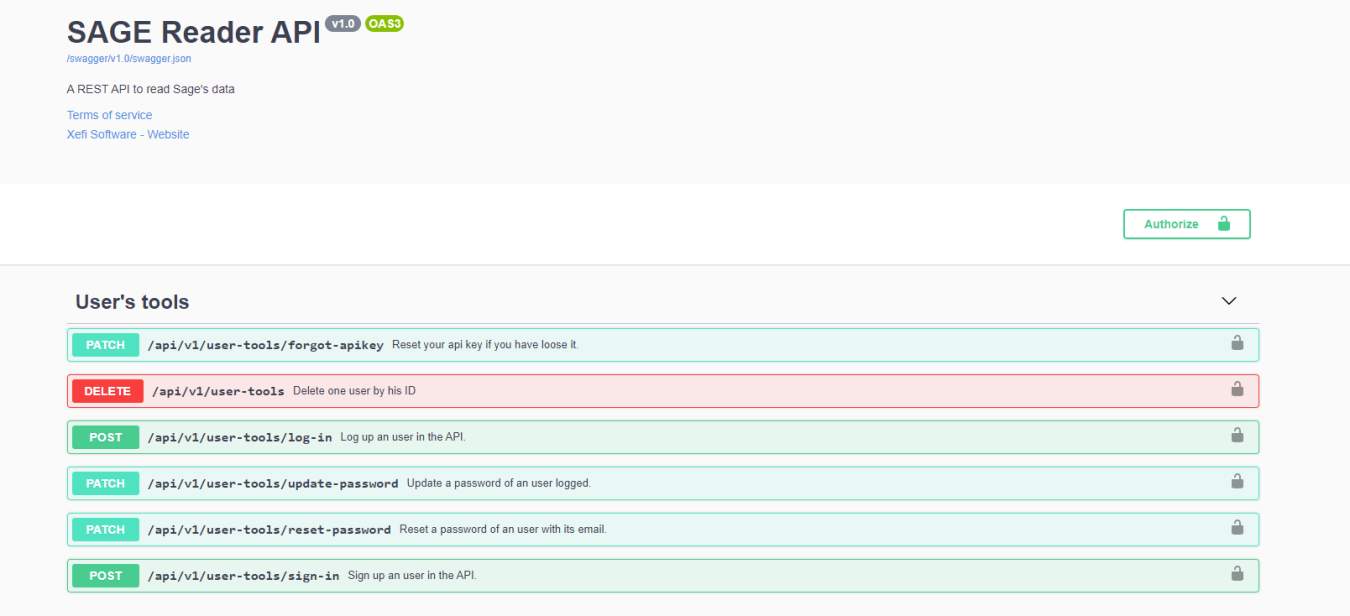 SAGE Reader API v1.0 OAS3
/swagger/v1.0/swagger.json
A REST API to read Sage's data
Terms of service
Xefi Software - Website
Authorize
User's tools
PATCH /api/v1/user-tools/forgot-apikey Reset your api key if you have loose it.
DELETE /api/v1/user-tools Delete one user by his ID
POST /api/v1/user-tools/log-in Log up an user in the API.
PATCH /api/v1/user-tools/update-password Update a password of an user logged.
PATCH /api/v1/user-tools/reset-password Reset a password of an user with its email.
POST /api/v1/user-tools/sign-in Sign up an user in the API.